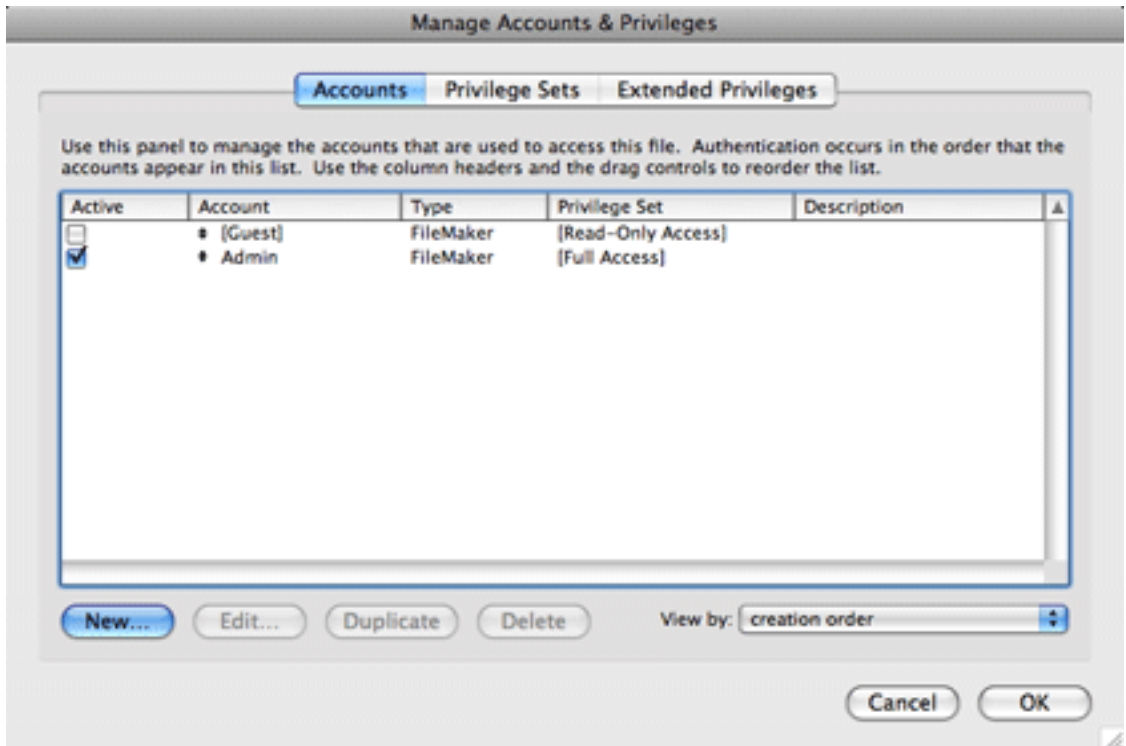 Manage Accounts & Privileges
Accounts Privilege Sets Extended Privileges
Use this panel to manage the accounts that are used to access this file. Authentication occurs in the order that the
accounts appear in this list. Use the column headers and the drag controls to reorder the list.
Active Account Type Privilege Set Description
[Guest] FileMaker [Read-Only Access]
Admin FileMaker [Full Access]
New... Edit... Duplicate Delete View by: creation order
Cancel OK